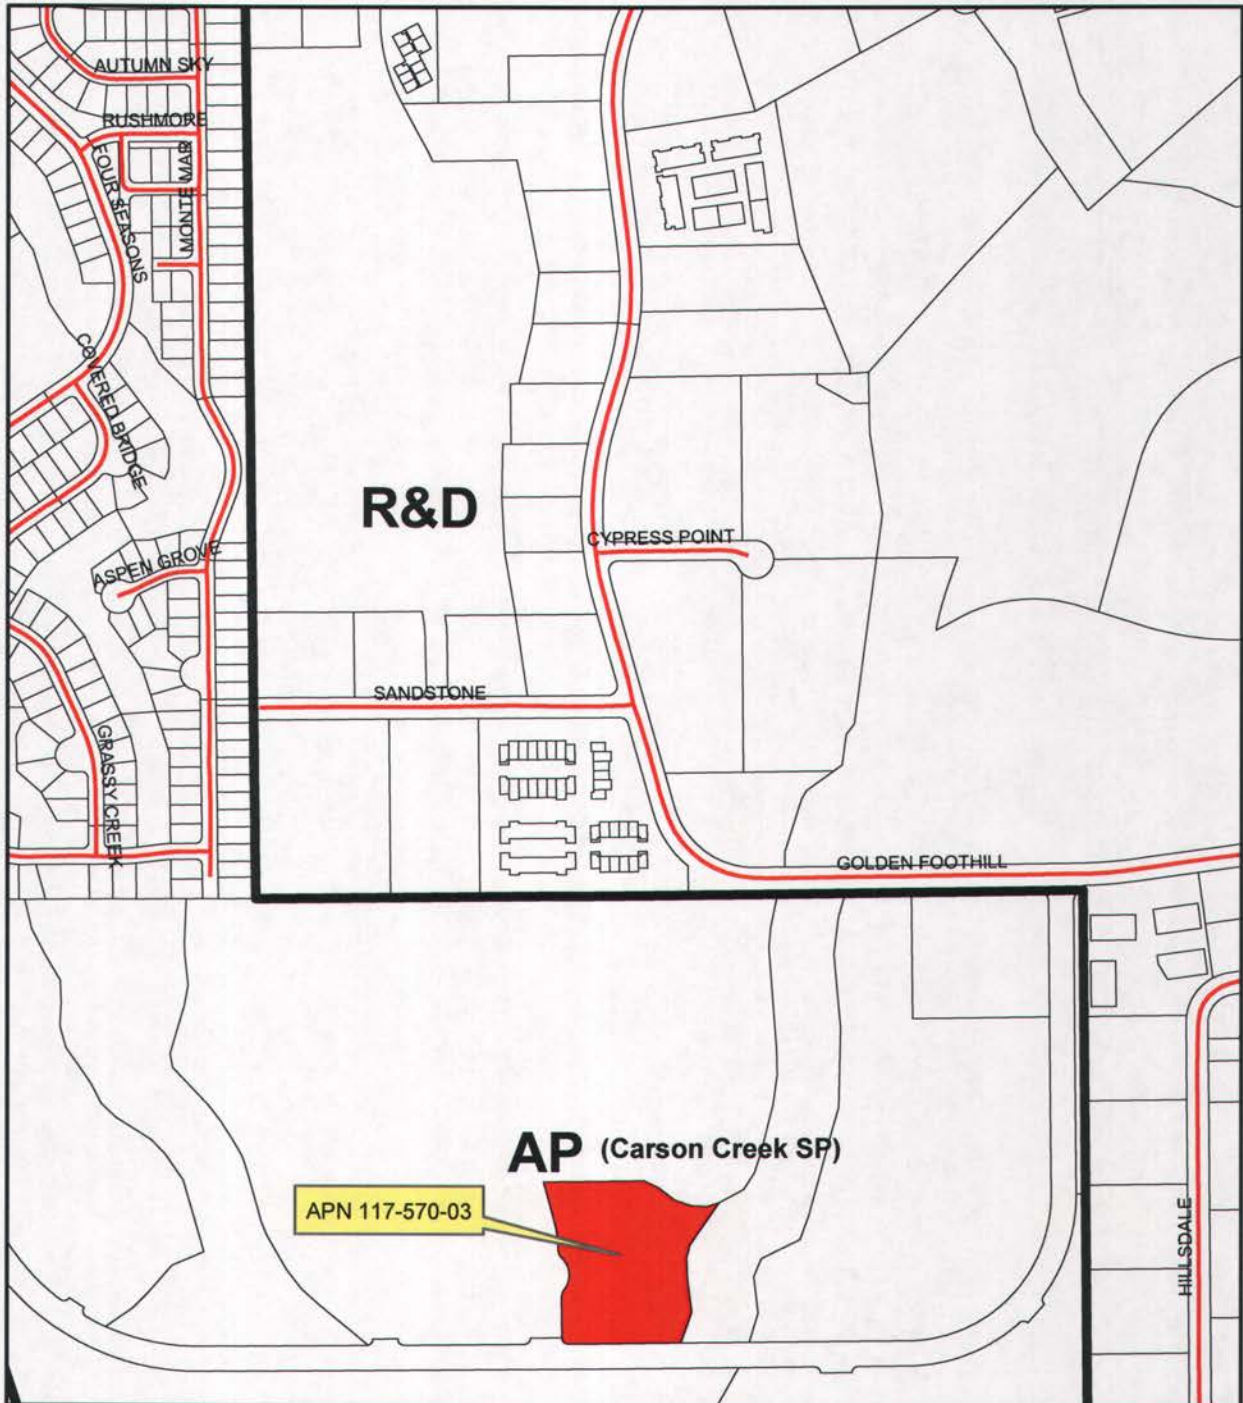 AUTUMN SKY
RUSHMORE
FOUR SEASONS
MONTE MAR
COVERED BRIDGE
R&D
CYPRESS POINT
ASPEN GROVE
SANDSTONE
GRASSY CREEK
GOLDEN FOOTHILL
AP (Carson Creek SP)
APN 117-570-03
HILLSDALE